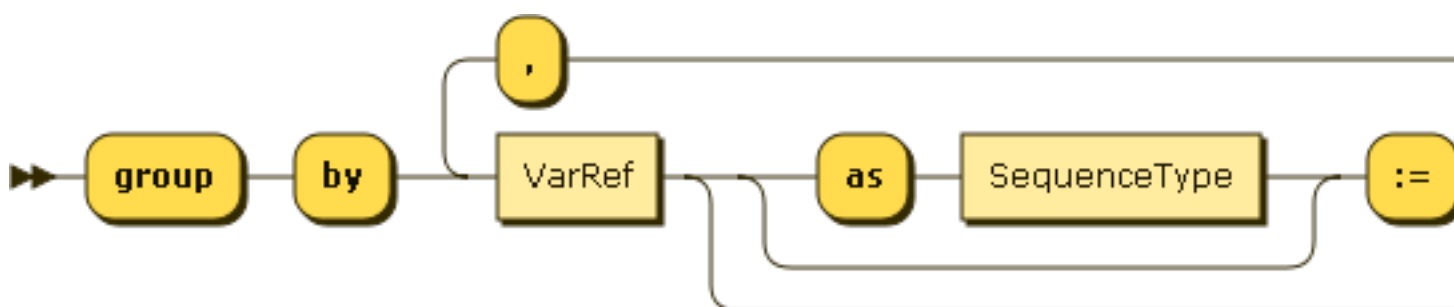 ,
group by VarRef as SequenceType :=